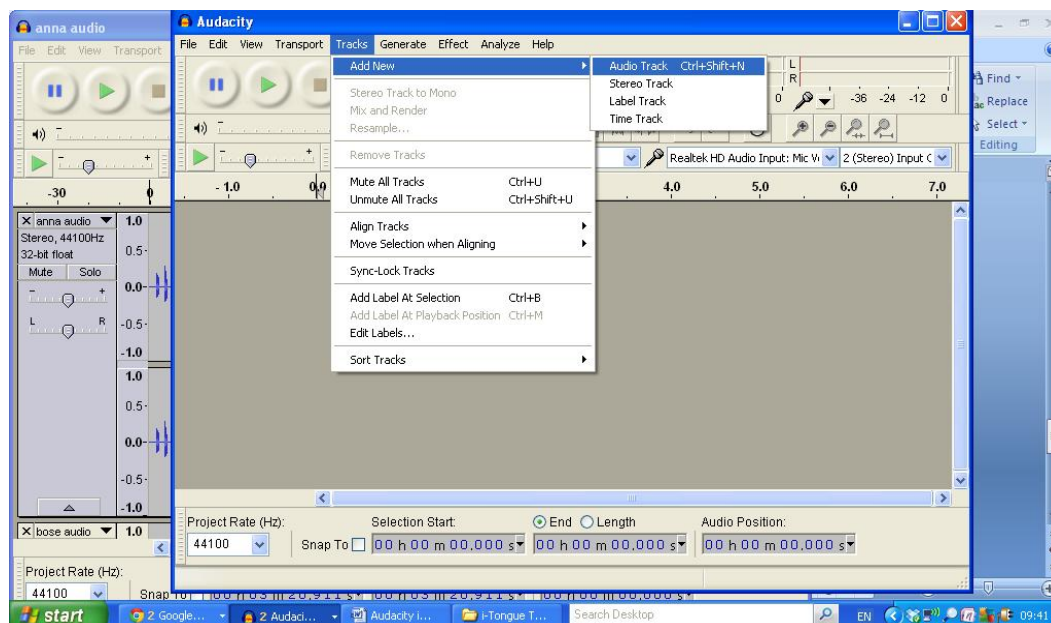 anna audio
File Edit View Transport
Audacity
File Edit View Transport Tracks Generate Effect Analyze Help
Add New
Audio Track Ctrl+Shift+N
Stereo Track
Label Track
Time Track
Stereo Track to Mono
Mix and Render
Resample...
Remove Tracks
Mute All Tracks Ctrl+U
Unmute All Tracks Ctrl+Shift+U
Align Tracks
Move Selection when Aligning
Sync-Lock Tracks
Add Label At Selection Ctrl+B
Add Label At Playback Position Ctrl+M
Edit Labels...
Sort Tracks
L
R
0 -36 -24 -12 0
Realtek HD Audio Input: Mic 2 (Stereo) Input
- 1.0 4.0 5.0 6.0 7.0
Find
Replace
Select
Editing
-30
anna audio 1.0
Stereo, 44100Hz
32-bit float
Mute Solo
L R
0.5
0.0
-0.5
-1.0
1.0
0.5
0.0
-0.5
-1.0
bose audio 1.0
Project Rate (Hz):
44100 Snap
Project Rate (Hz): Selection Start: End Length Audio Position:
44100 Snap To 00 h 00 m 00.000 s 00 h 00 m 00.000 s 00 h 00 m 00.000 s
start 2 Google... 2 Audaci... Audacity i... i-Tongue T... Search Desktop EN 09:41